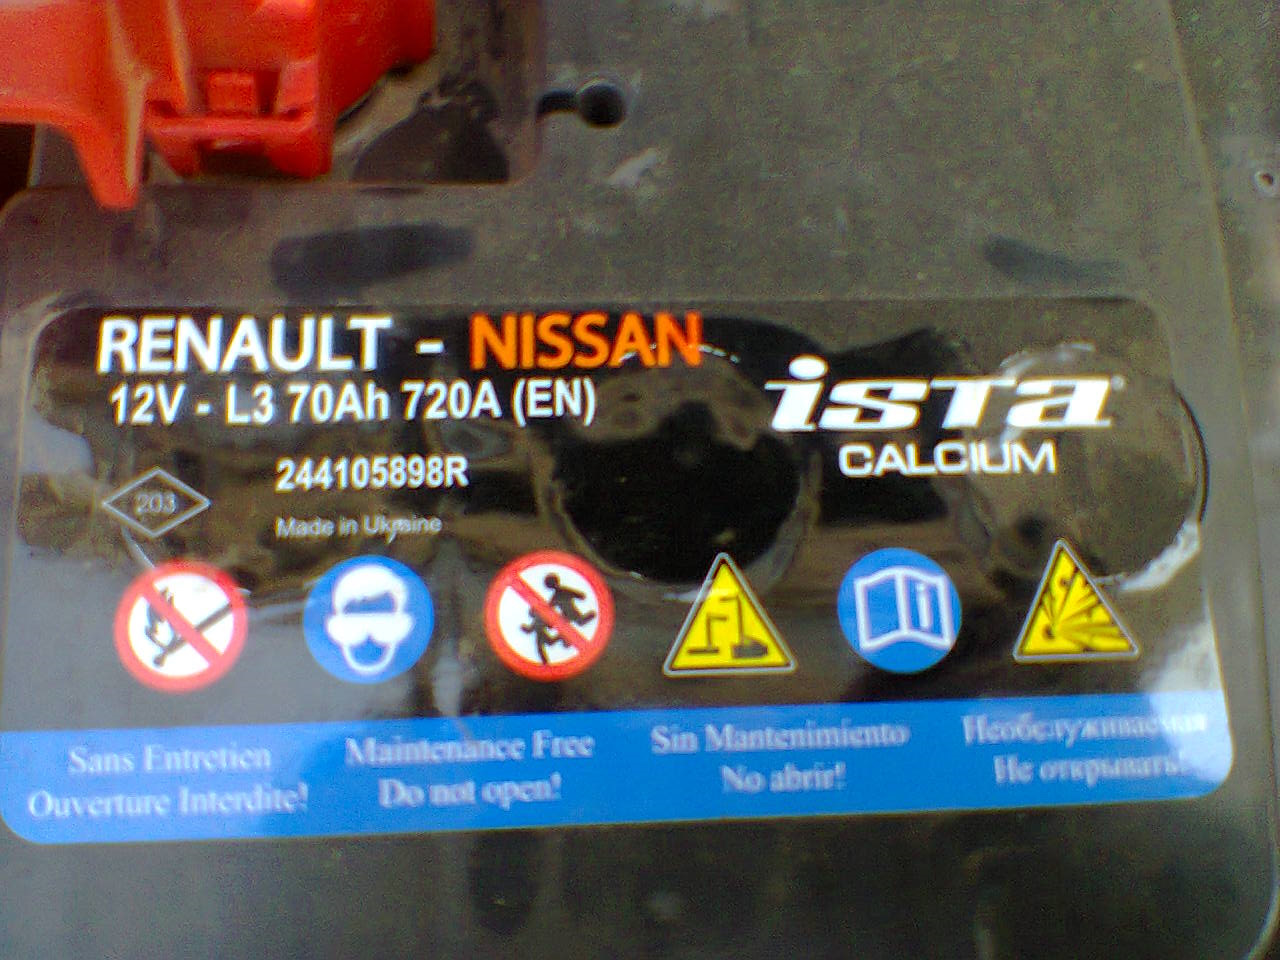 RENAULT - NISSAN
12V - L3 70Ah 720A (EN)
ista
CALCIUM
244105898R
203
Made in Ukraine
Sans Entretien
Ouverture Interdite!
Maintenance Free
Do not open!
Sin Mantenimiento
No abrir!
Необслуживаемая
Не открывать!